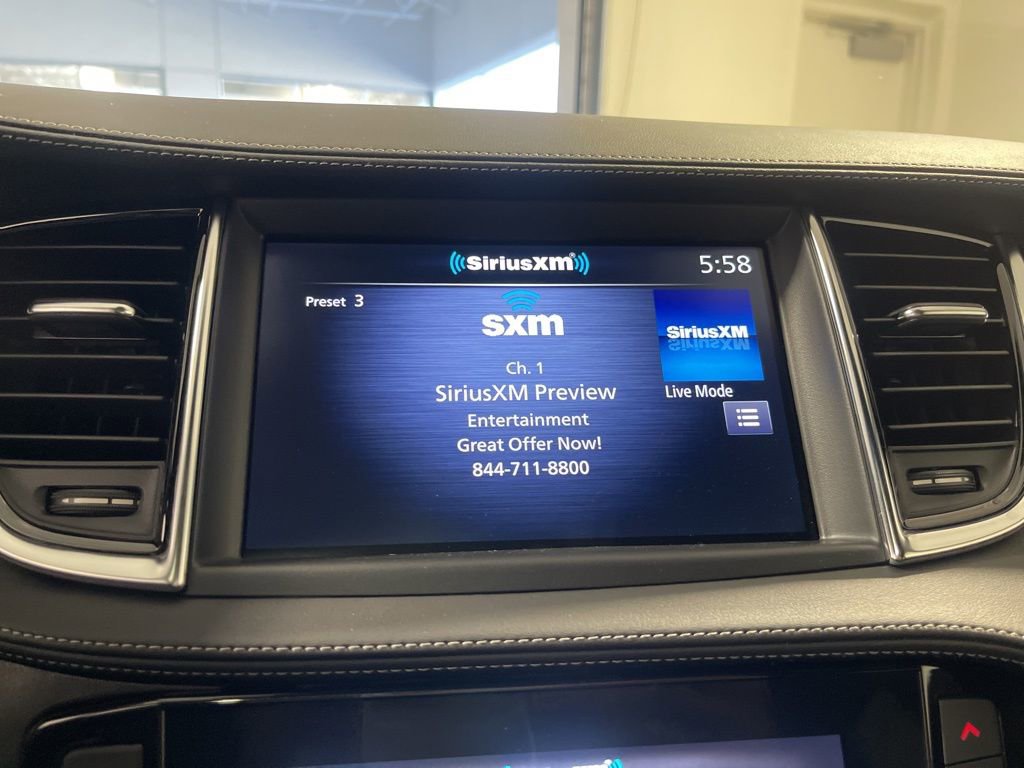 SiriusXM
5:58
Preset 3
sxm
SiriusXM
Ch. 1
SiriusXM Preview
Live Mode
Entertainment
Great Offer Now!
844-711-8800